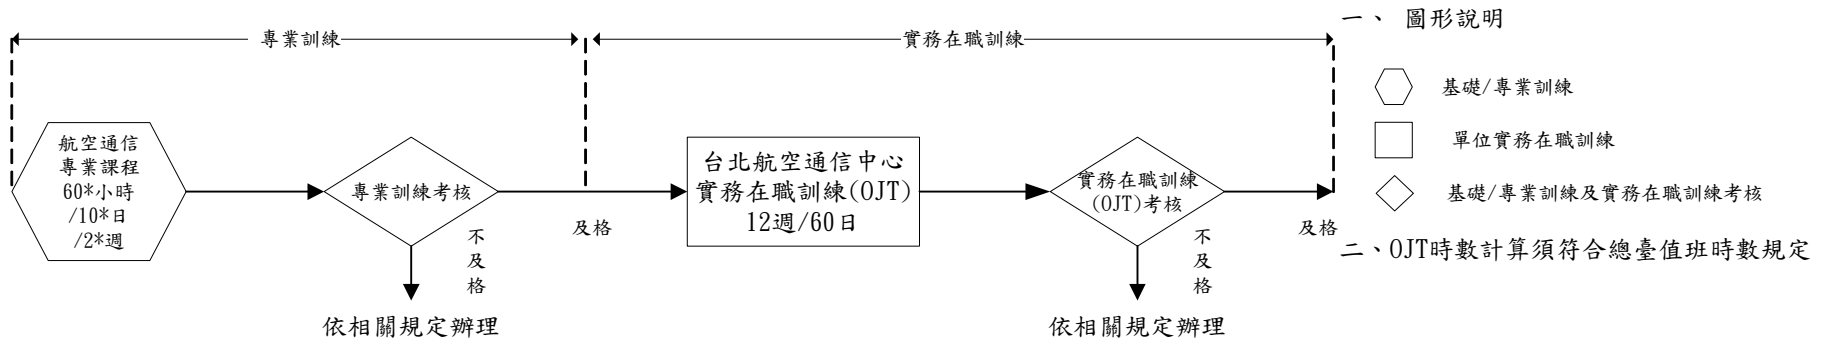 專業訓練
實務在職訓練
航空通信
專業課程
60*小時
/10*日
/2*週
專業訓練考核
不
及
格
依相關規定辦理
及格
台北航空通信中心
實務在職訓練(OJT)
12週/60日
實務在職訓練
(OJT)考核
不
及
格
依相關規定辦理
及格
一、 圖形說明
基礎/專業訓練
單位實務在職訓練
基礎/專業訓練及實務在職訓練考核
二、OJT時數計算須符合總臺值班時數規定